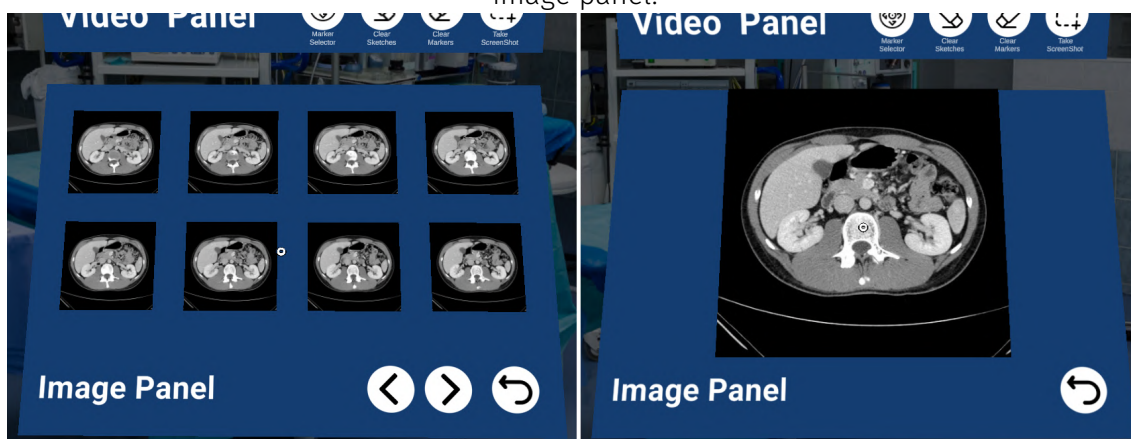 image panel.
Video Panel
Marker Selector
Clear Sketches
Clear Markers
Take ScreenShot
Image Panel
Video Panel
Marker Selector
Clear Sketches
Clear Markers
Take ScreenShot
Image Panel